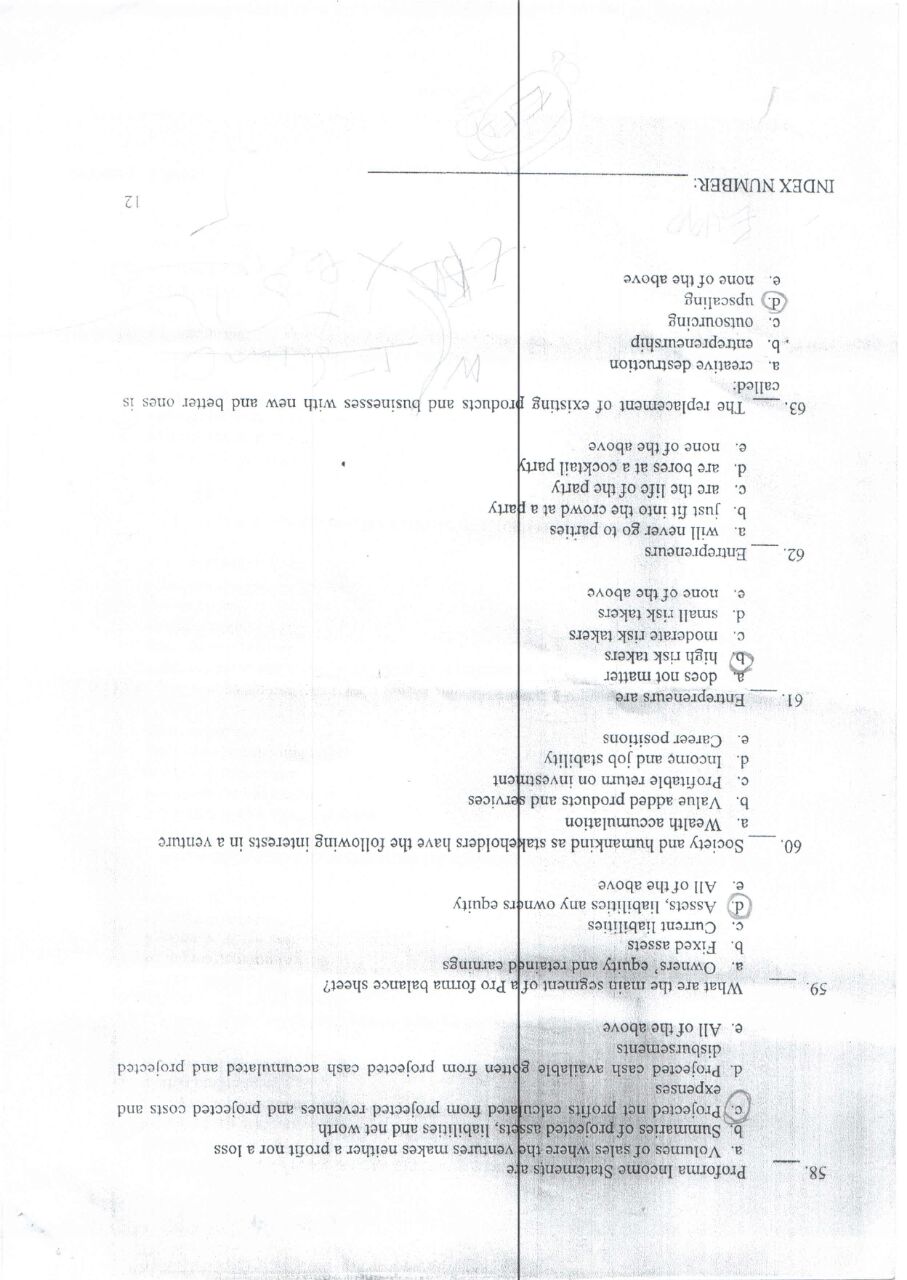 58. __ Proforma Income Statements are
a. Volumes of sales where the ventures makes neither a profit nor a loss
b. Summaries of projected assets, liabilities and net worth
c. Projected net profits calculated from projected revenues and projected costs and
expenses
d. Projected cash available gotten from projected cash accumulated and projected
disbursements
e. All of the above
59. __ What are the main segment of a Pro forma balance sheet?
a. Owners' equity and retained earnings
b. Fixed assets
c. Current liabilities
d. Assets, liabilities any owners equity
e. All of the above
60. __ Society and humankind as stakeholders have the following interests in a venture
a. Wealth accumulation
b. Value added products and services
c. Profitable return on investment
d. Income and job stability
e. Career positions
61. __ Entrepreneurs are
a. does not matter
b. high risk takers
c. moderate risk takers
d. small risk takers
e. none of the above
62. __ Entrepreneurs
a. will never go to parties
b. just fit into the crowd at a party
c. are the life of the party
d. are bores at a cocktail party
e. none of the above
63. __ The replacement of existing products and businesses with new and better ones is
called:
a. creative destruction
b. entrepreneurship
c. outsourcing
d. upscaling
e. none of the above
12
INDEX NUMBER: ____________________